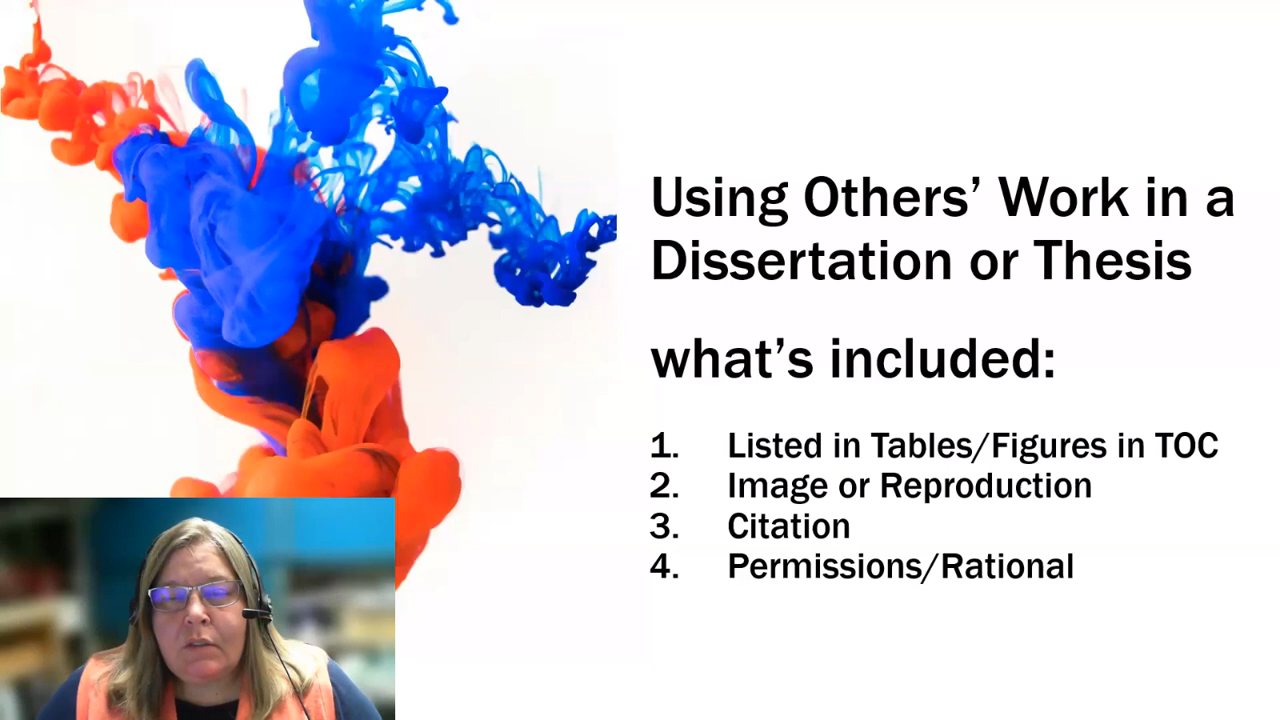 Using Others’ Work in a
Dissertation or Thesis
what’s included:
1. Listed in Tables/Figures in TOC
2. Image or Reproduction
3. Citation
4. Permissions/Rational